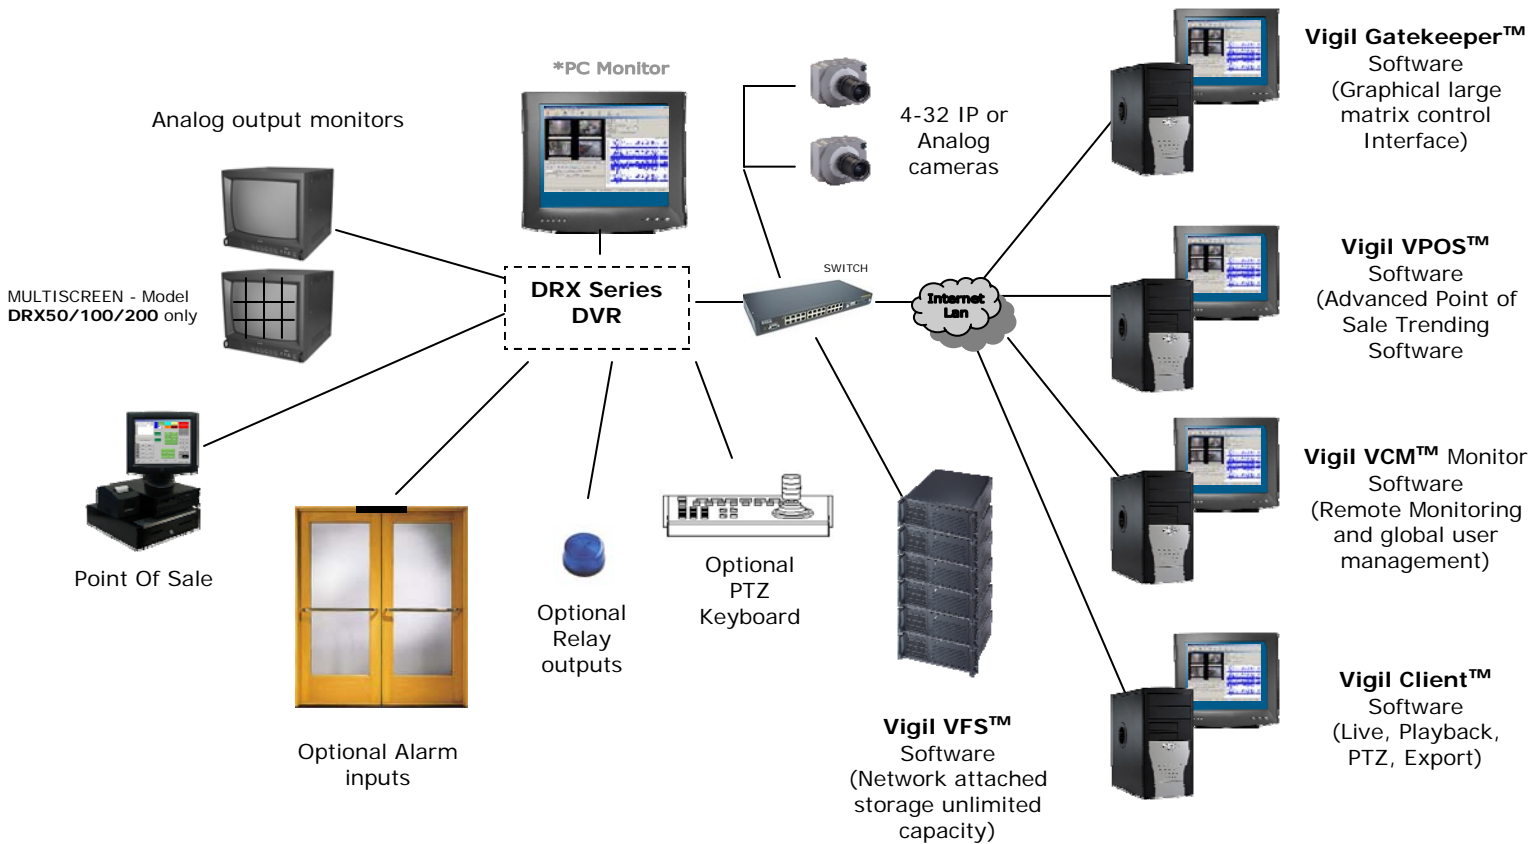 *PC Monitor
Analog output monitors
MULTISCREEN - Model
DRX50/100/200 only
DRX Series
DVR
4-32 IP or
Analog
cameras
SWITCH
Internet
Lan
Vigil Gatekeeper™
Software
(Graphical large
matrix control
Interface)
Vigil VPOS™
Software
(Advanced Point of
Sale Trending
Software
Vigil VCM™ Monitor
Software
(Remote Monitoring
and global user
management)
Vigil Client™
Software
(Live, Playback,
PTZ, Export)
Point Of Sale
Optional Alarm
inputs
Optional
Relay
outputs
Optional
PTZ
Keyboard
Vigil VFS™
Software
(Network attached
storage unlimited
capacity)